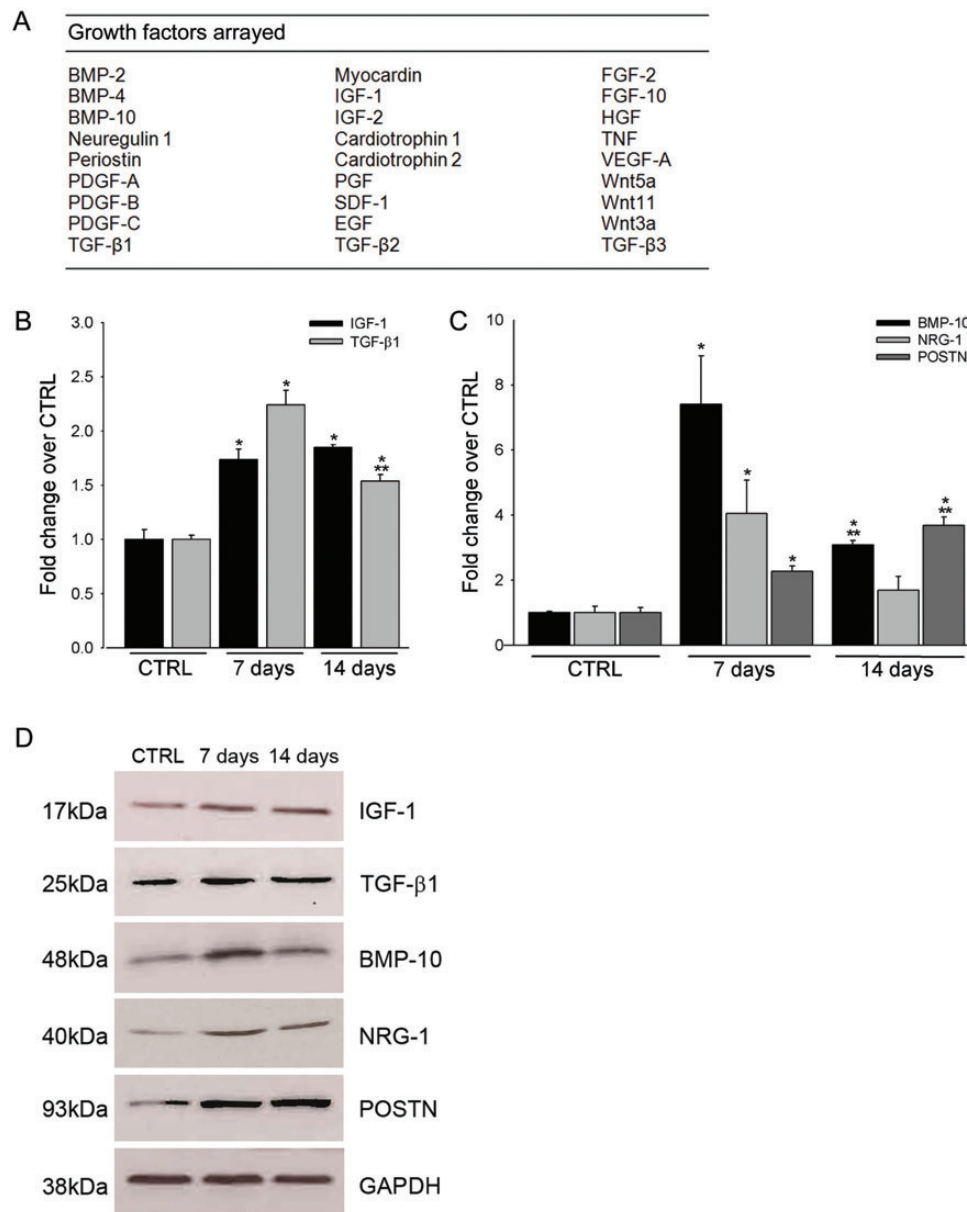 A
Growth factors arrayed
BMP-2 Myocardin FGF-2
BMP-4 IGF-1 FGF-10
BMP-10 IGF-2 HGF
Neuregulin 1 Cardiotrophin 1 TNF
Periostin Cardiotrophin 2 VEGF-A
PDGF-A PGF Wnt5a
PDGF-B SDF-1 Wnt11
PDGF-C EGF Wnt3a
TGF-β1 TGF-β2 TGF-β3
B
Fold change over CTRL
3.0
2.5
2.0
1.5
1.0
0.5
0.0
IGF-1
TGF-β1
*
*
*
*
**
CTRL 7 days 14 days
C
Fold change over CTRL
10
8
6
4
2
0
BMP-10
NRG-1
POSTN
*
*
*
*
**
*
**
CTRL 7 days 14 days
D
CTRL 7 days 14 days
17kDa IGF-1
25kDa TGF-β1
48kDa BMP-10
40kDa NRG-1
93kDa POSTN
38kDa GAPDH